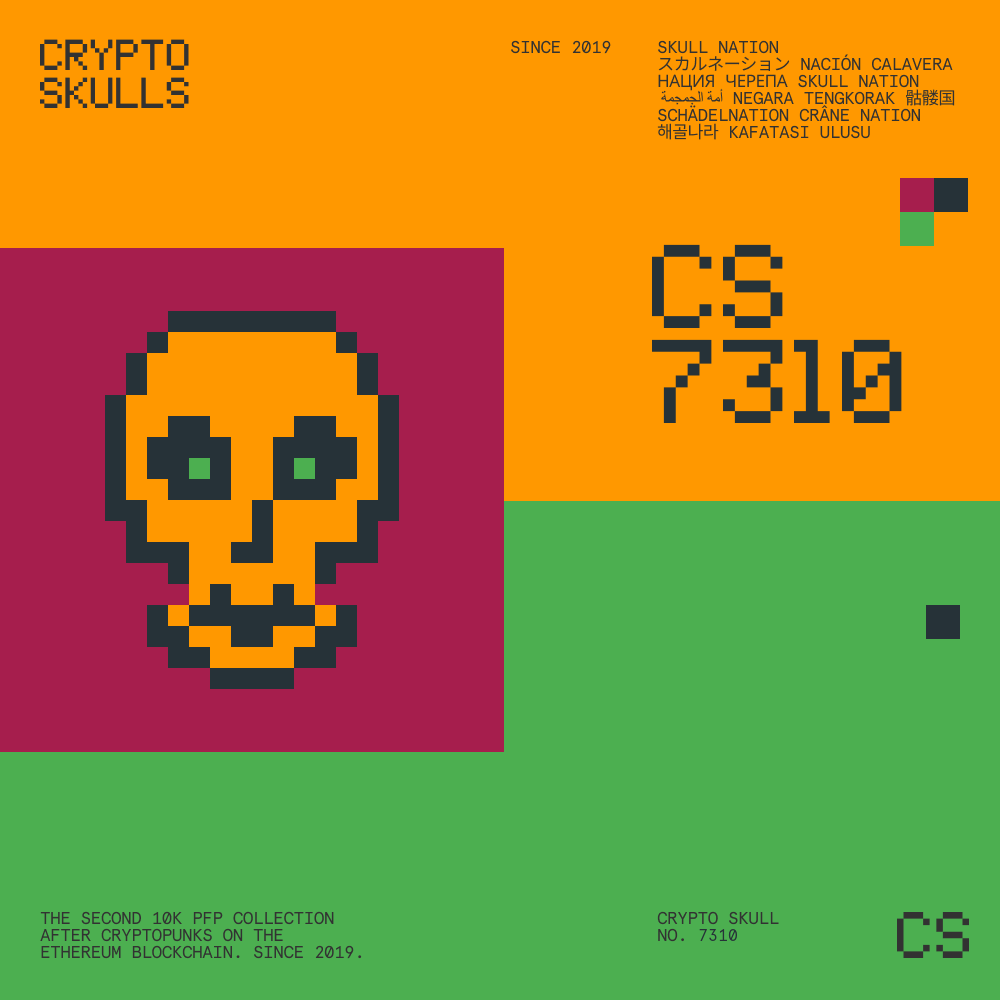 CRYPTO
SKULLS
SINCE 2019
SKULL NATION
スカルネーション NACIÓN CALAVERA
НАЦИЯ ЧЕРЕПА SKULL NATION
أمة الجمجمة NEGARA TENGKORAK 骷髅国
SCHÄDELNATION CRÂNE NATION
해골나라 KAFATASI ULUSU
CS
7310
THE SECOND 10K PFP COLLECTION
AFTER CRYPTOPUNKS ON THE
ETHEREUM BLOCKCHAIN. SINCE 2019.
CRYPTO SKULL
NO. 7310
CS